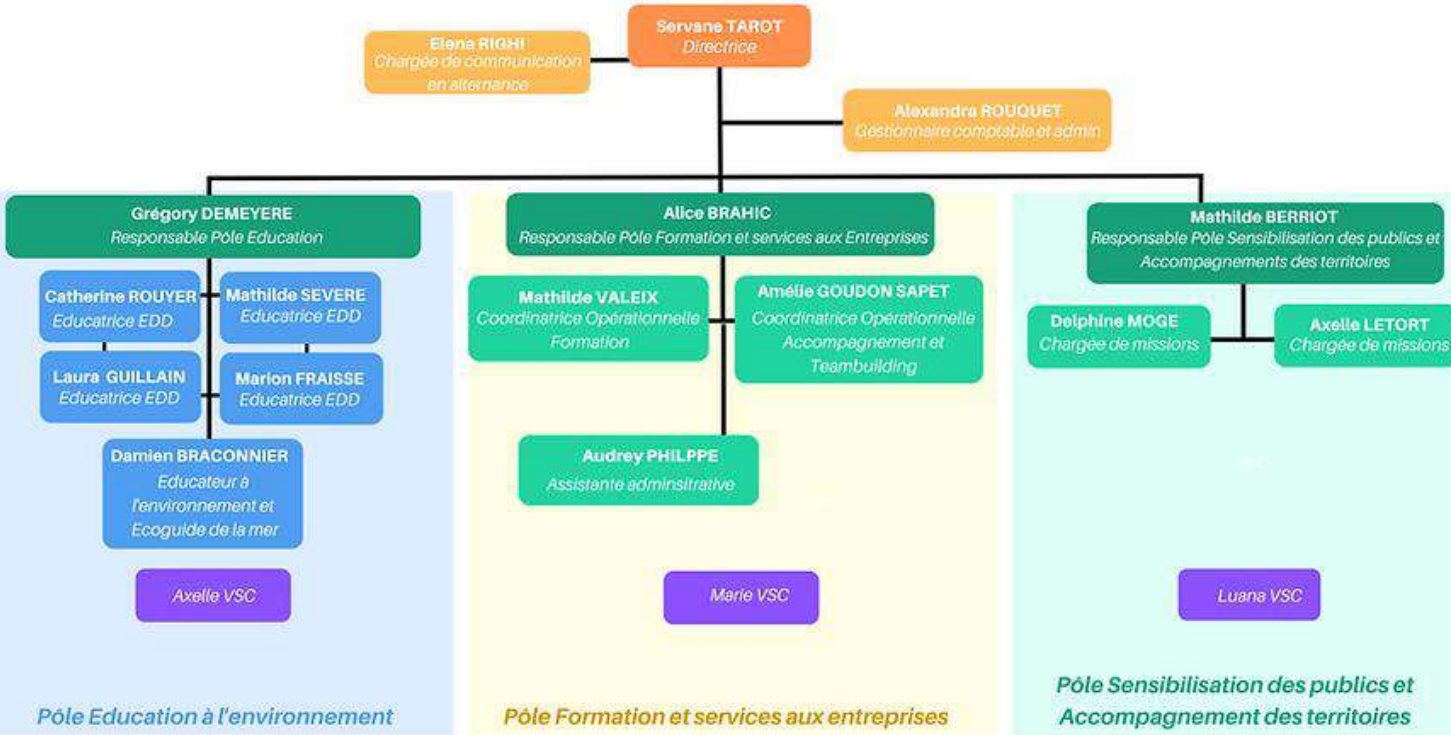 Servane TAROT
Directrice
Elena RIGHI
Chargée de communication
en alternance
Alexandra ROUQUET
Gestionnaire comptable et admin
Grégory DEMEYERE
Responsable Pôle Education
Catherine ROUYER
Educatrice EDD
Mathilde SEVERE
Educatrice EDD
Laura GUILLAIN
Educatrice EDD
Marion FRAISSE
Educatrice EDD
Damien BRACONNIER
Educateur à
l'environnement et
Ecoguide de la mer
Axelle VSC
Pôle Education à l'environnement
Alice BRAHIC
Responsable Pôle Formation et services aux Entreprises
Mathilde VALEIX
Coordinatrice Opérationnelle
Formation
Amélie GOUDON SAPET
Coordinatrice Opérationnelle
Accompagnement et
Teambuilding
Audrey PHILPPE
Assistante adminsitrative
Marie VSC
Pôle Formation et services aux entreprises
Mathilde BERRIOT
Responsable Pôle Sensibilisation des publics et
Accompagnements des territoires
Delphine MOGE
Chargée de missions
Axelle LETORT
Chargée de missions
Luana VSC
Pôle Sensibilisation des publics et
Accompagnement des territoires